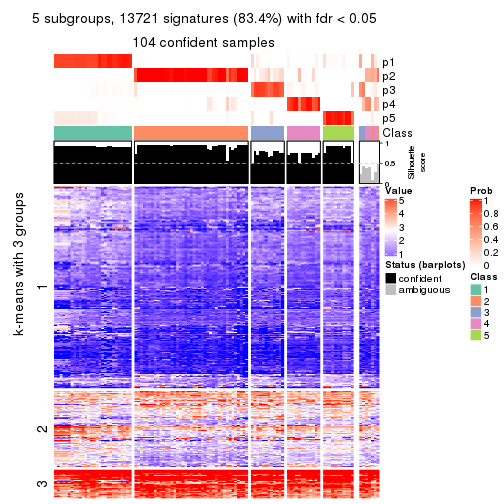 5 subgroups, 13721 signatures (83.4%) with fdr < 0.05
104 confident samples
p1
p2
p3
p4
p5
Class
1
0.5
0
Silhouette
score
k-means with 3 groups
1
2
3
Value
5
4
3
2
1
Status (barplots)
confident
ambiguous
Prob
1
0.8
0.6
0.4
0.2
0
Class
1
2
3
4
5